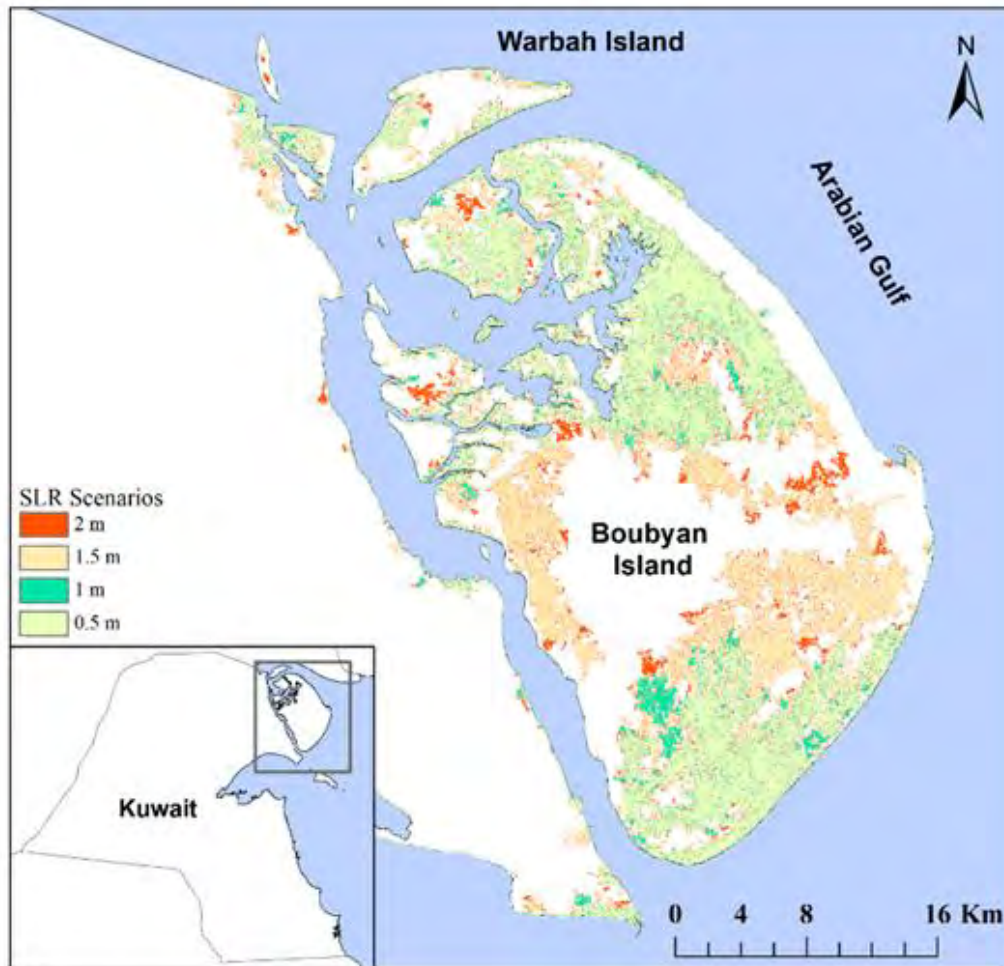 Warbah Island
N
Arabian Gulf
SLR Scenarios
2 m
1.5 m
1 m
0.5 m
Boubyan
Island
Kuwait
0 4 8 16 Km